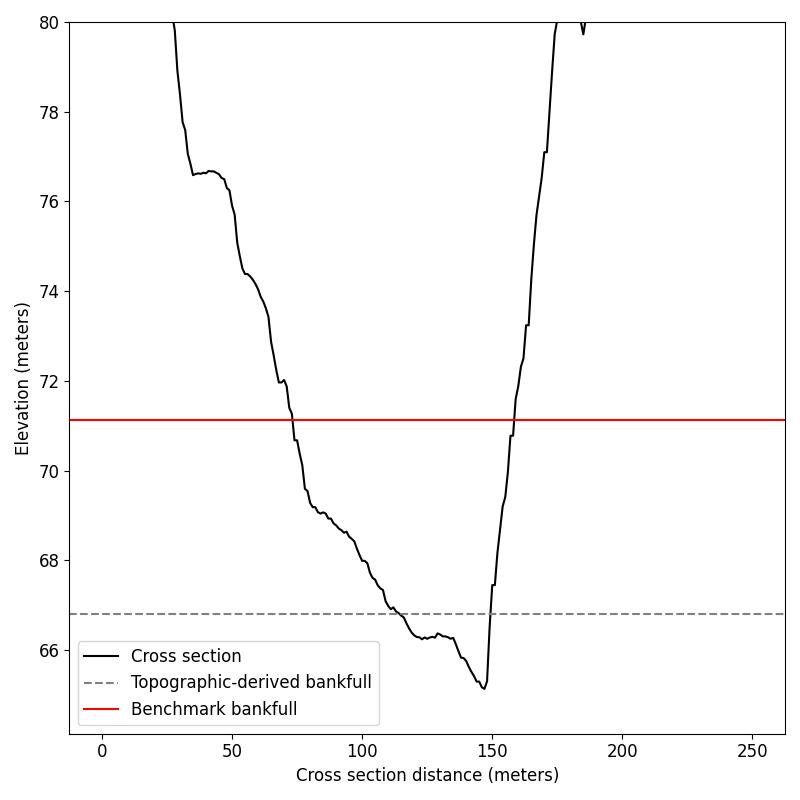 80
78
76
74
72
70
68
66
Elevation (meters)
Cross section
Topographic-derived bankfull
Benchmark bankfull
0 50 100 150 200 250
Cross section distance (meters)